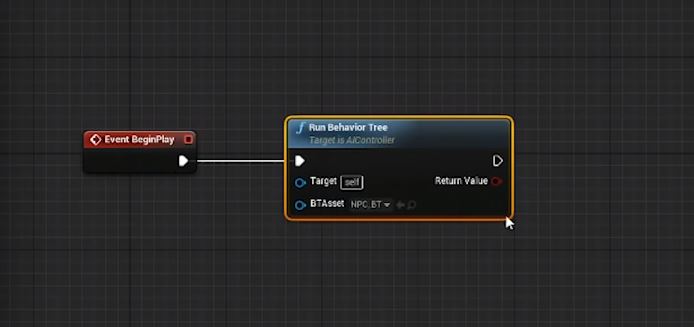 Event BeginPlay
Run Behavior Tree
Target is AIController
Target self
Return Value
BTAsset NPC_BT